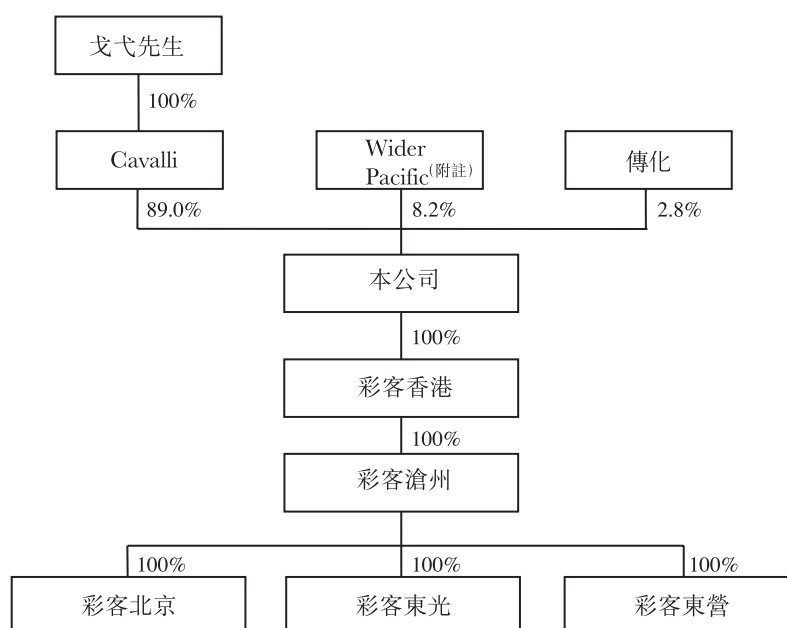 戈弋先生
100%
Cavalli
Wider
Pacific(附註)
傳化
89.0%
8.2%
2.8%
本公司
100%
彩客香港
100%
彩客滄州
100%
100%
100%
彩客北京
彩客東光
彩客東營